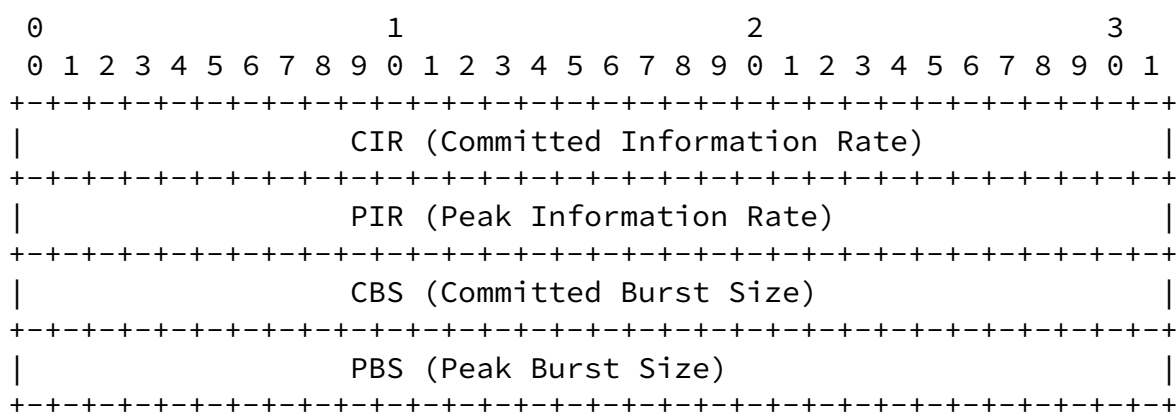 0                   1                   2                   3
0 1 2 3 4 5 6 7 8 9 0 1 2 3 4 5 6 7 8 9 0 1 2 3 4 5 6 7 8 9 0 1
+-+-+-+-+-+-+-+-+-+-+-+-+-+-+-+-+-+-+-+-+-+-+-+-+-+-+-+-+-+-+-+-+
|                  CIR (Committed Information Rate)             |
+-+-+-+-+-+-+-+-+-+-+-+-+-+-+-+-+-+-+-+-+-+-+-+-+-+-+-+-+-+-+-+-+
|                  PIR (Peak Information Rate)                  |
+-+-+-+-+-+-+-+-+-+-+-+-+-+-+-+-+-+-+-+-+-+-+-+-+-+-+-+-+-+-+-+-+
|                  CBS (Committed Burst Size)                   |
+-+-+-+-+-+-+-+-+-+-+-+-+-+-+-+-+-+-+-+-+-+-+-+-+-+-+-+-+-+-+-+-+
|                  PBS (Peak Burst Size)                        |
+-+-+-+-+-+-+-+-+-+-+-+-+-+-+-+-+-+-+-+-+-+-+-+-+-+-+-+-+-+-+-+-+